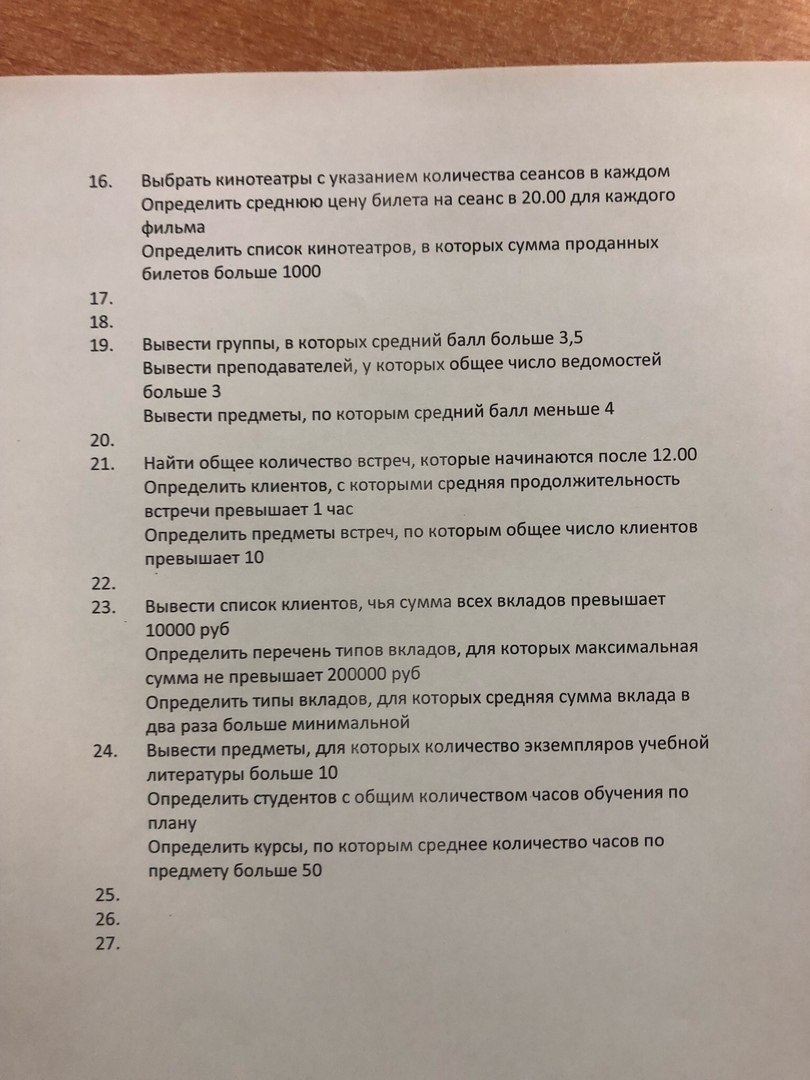 16. Выбрать кинотеатры с указанием количества сеансов в каждом
Определить среднюю цену билета на сеанс в 20.00 для каждого
фильма
Определить список кинотеатров, в которых сумма проданных
билетов больше 1000
17.
18.
19. Вывести группы, в которых средний балл больше 3,5
Вывести преподавателей, у которых общее число ведомостей
больше 3
Вывести предметы, по которым средний балл меньше 4
20.
21. Найти общее количество встреч, которые начинаются после 12.00
Определить клиентов, с которыми средняя продолжительность
встречи превышает 1 час
Определить предметы встреч, по которым общее число клиентов
превышает 10
22.
23. Вывести список клиентов, чья сумма всех вкладов превышает
10000 руб
Определить перечень типов вкладов, для которых максимальная
сумма не превышает 200000 руб
Определить типы вкладов, для которых средняя сумма вклада в
два раза больше минимальной
24. Вывести предметы, для которых количество экземпляров учебной
литературы больше 10
Определить студентов с общим количеством часов обучения по
плану
Определить курсы, по которым среднее количество часов по
предмету больше 50
25.
26.
27.